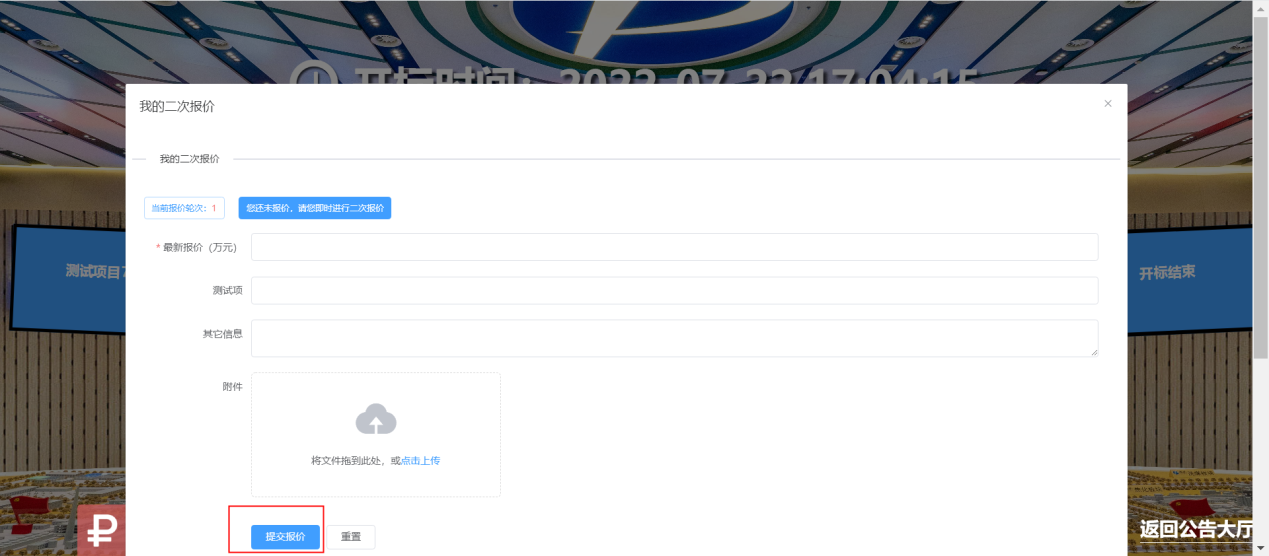 开标时间：2022-07-22 17:04:15
我的二次报价
我的二次报价
当前报价轮次：1
您还未报价，请您即时进行二次报价
* 最新报价（万元）
测试项目7
开标结束
测试项
其它信息
附件
将文件拖到此处，或点击上传
提交报价
重置
返回公告大厅